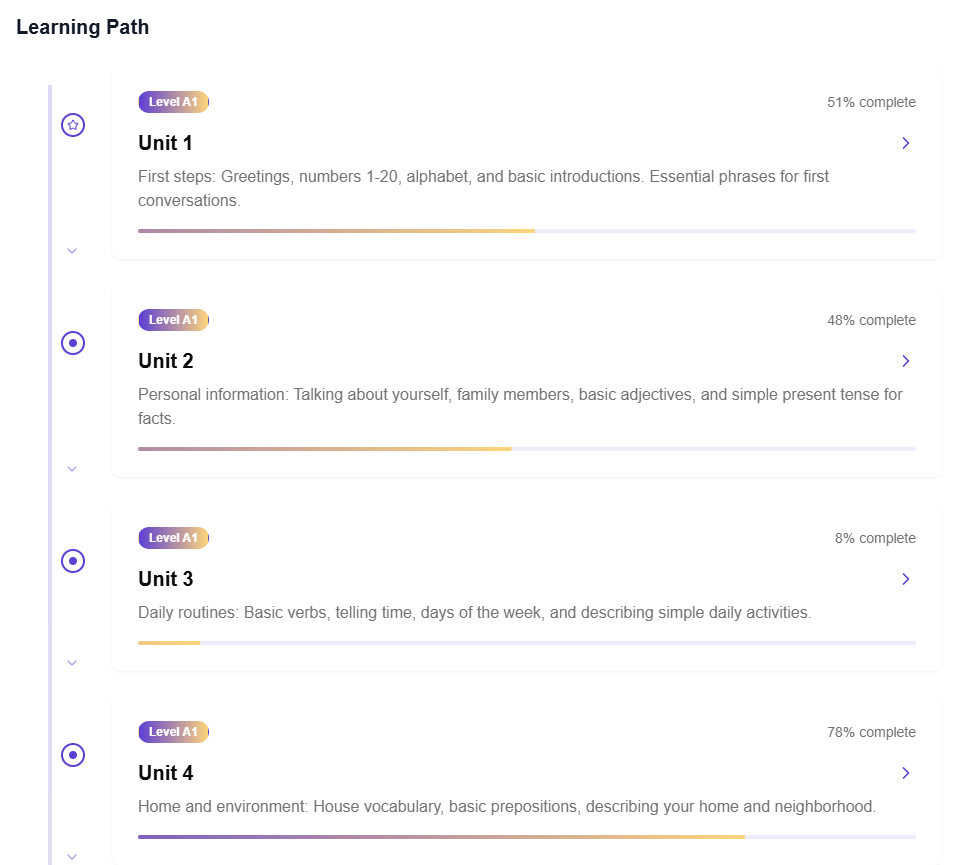 Learning Path
Level A1
51% complete
Unit 1
First steps: Greetings, numbers 1-20, alphabet, and basic introductions. Essential phrases for first
conversations.
Level A1
48% complete
Unit 2
Personal information: Talking about yourself, family members, basic adjectives, and simple present tense for
facts.
Level A1
8% complete
Unit 3
Daily routines: Basic verbs, telling time, days of the week, and describing simple daily activities.
Level A1
78% complete
Unit 4
Home and environment: House vocabulary, basic prepositions, describing your home and neighborhood.